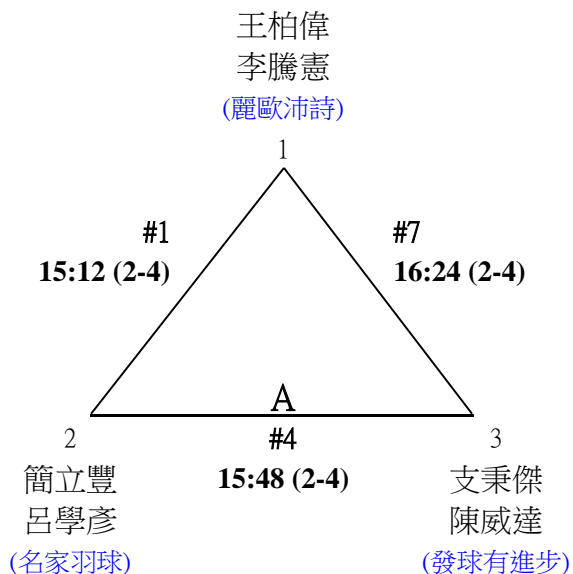 王柏偉
李騰憲
(麗歐沛詩)
1
#1
15:12 (2-4)
#7
16:24 (2-4)
A
2
#4
3
簡立豐
呂學彥
(名家羽球)
15:48 (2-4)
支秉傑
陳威達
(發球有進步)